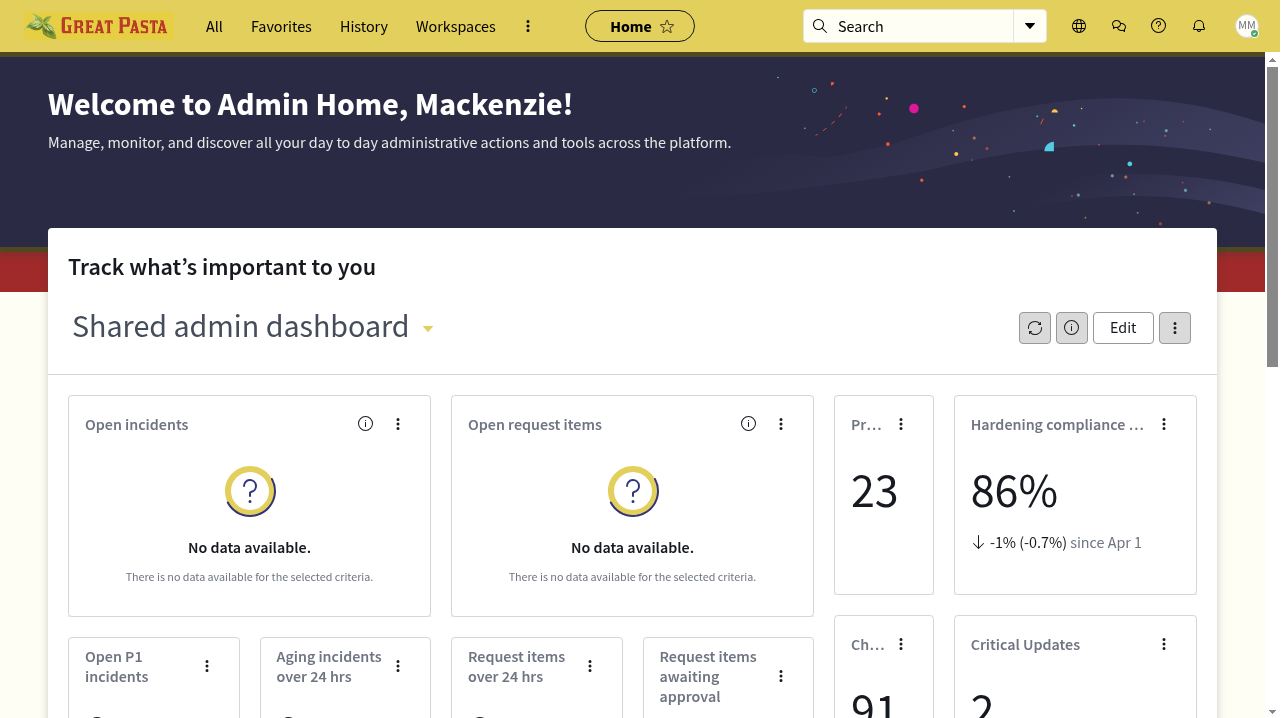 GREAT PASTA
All
Favorites
History
Workspaces
Home
Search
MM
Welcome to Admin Home, Mackenzie!
Manage, monitor, and discover all your day to day administrative actions and tools across the platform.
Track what’s important to you
Shared admin dashboard
Edit
Open incidents
No data available.
There is no data available for the selected criteria.
Open request items
No data available.
There is no data available for the selected criteria.
Pr...
23
Hardening compliance ...
86%
-1% (-0.7%) since Apr 1
Open P1
incidents
Aging incidents
over 24 hrs
Request items
over 24 hrs
Request items
awaiting
approval
Ch...
91
Critical Updates
2